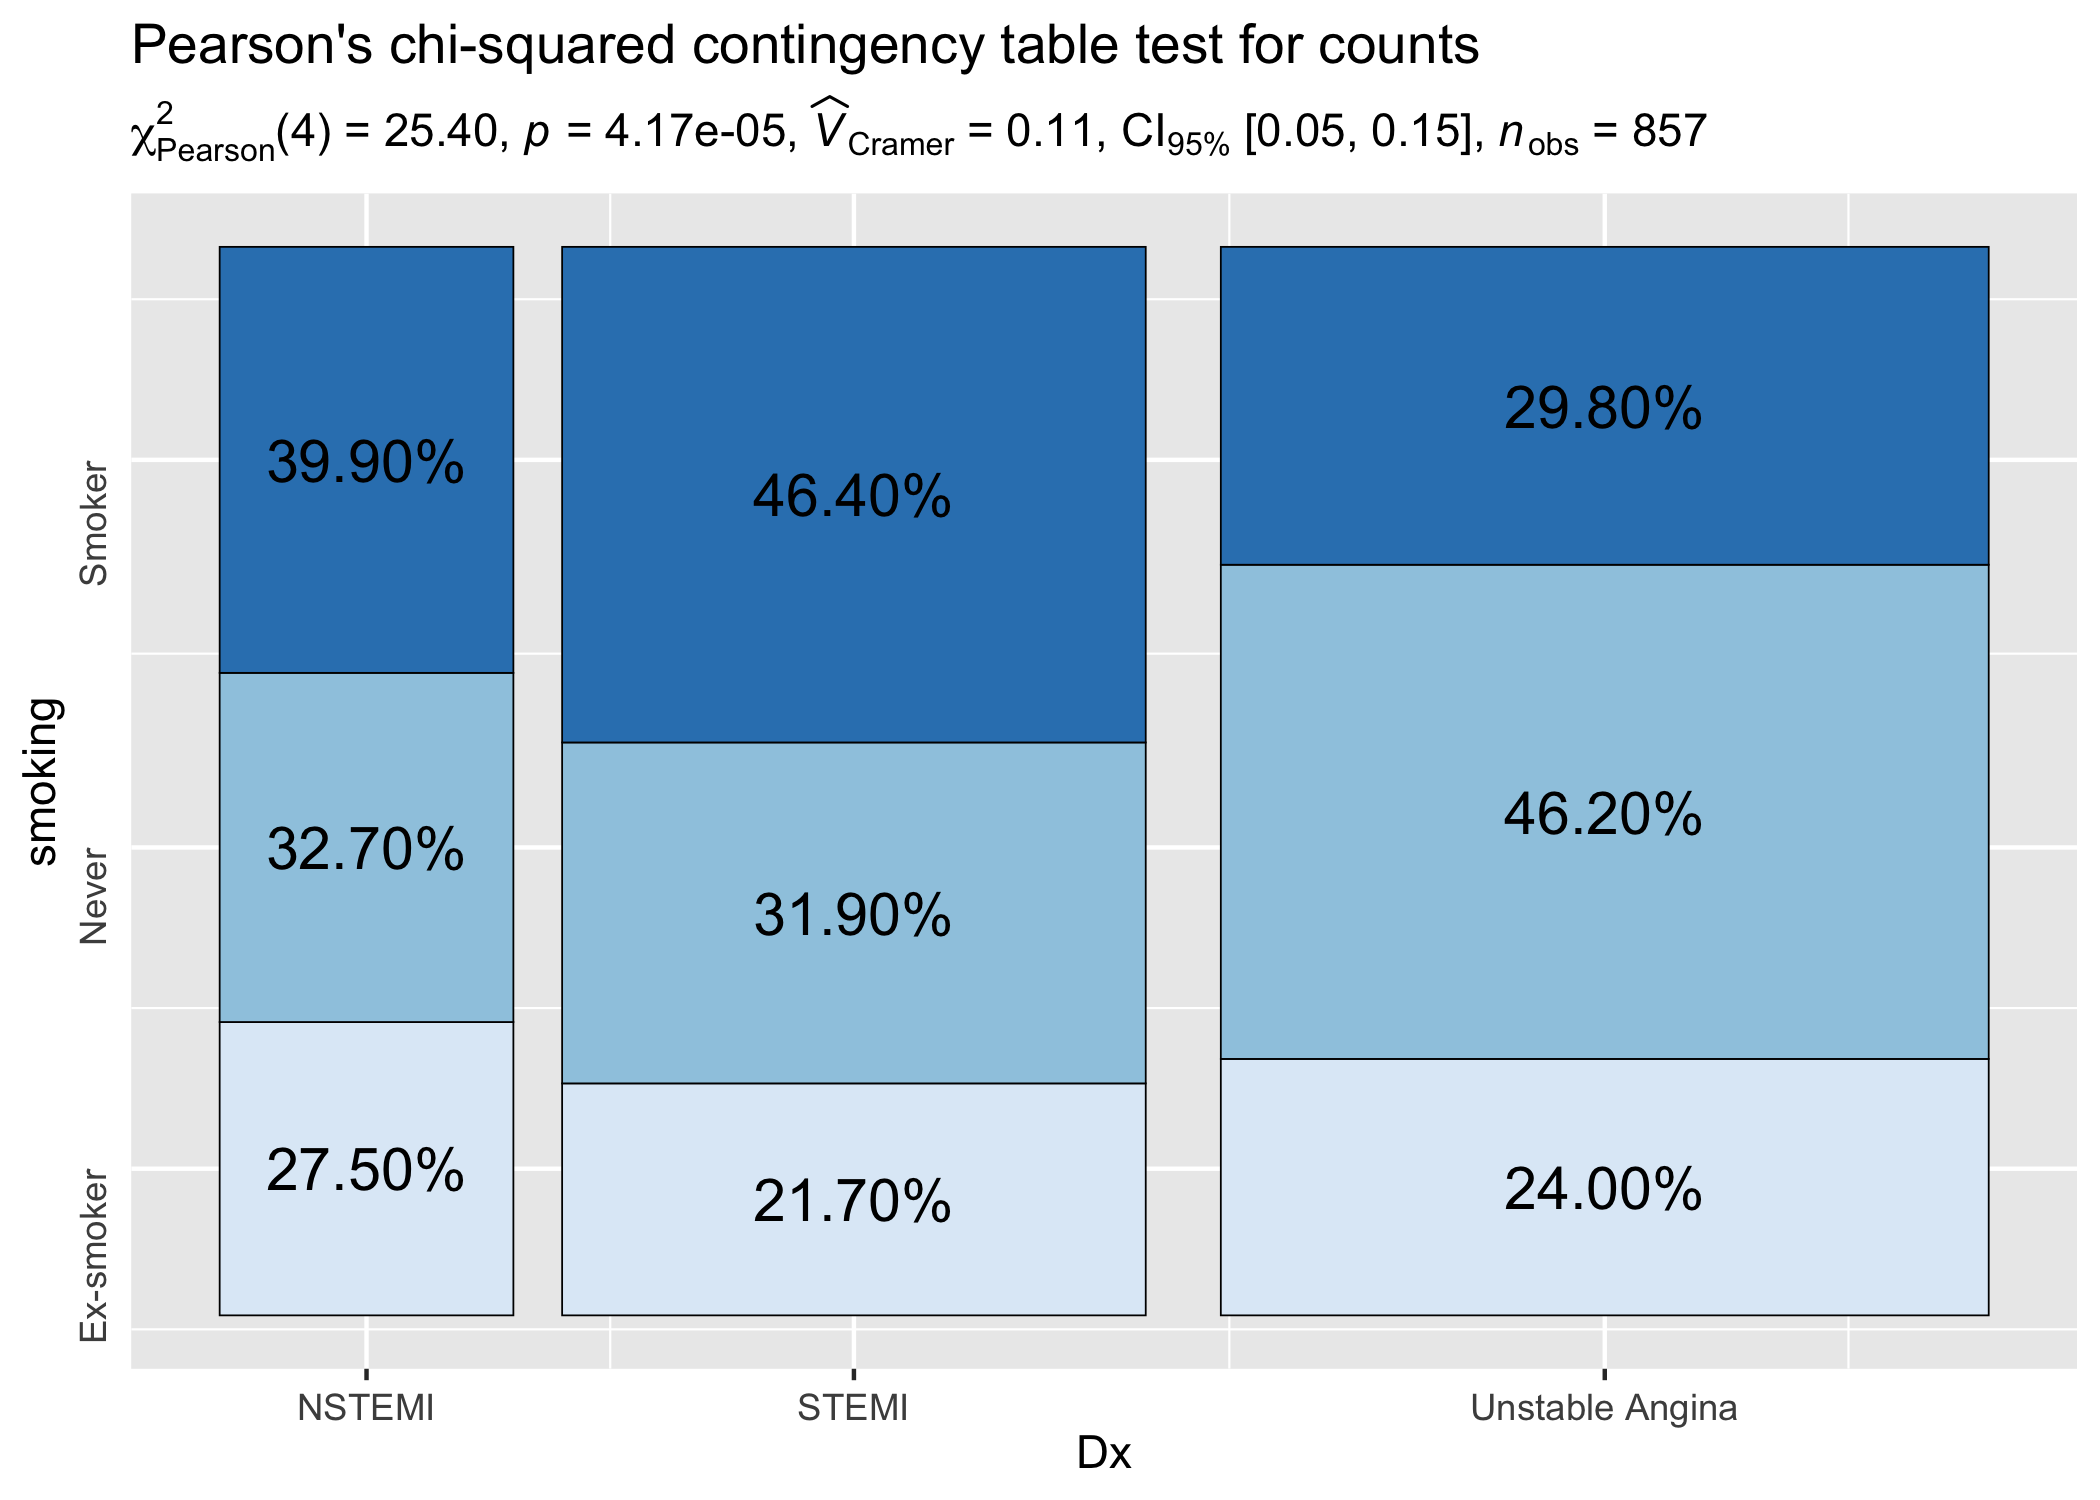 Pearson's chi-squared contingency table test for counts
χ²Pearson(4) = 25.40, p = 4.17e-05, V̂Cramer = 0.11, CI95% [0.05, 0.15], nobs = 857
39.90%
46.40%
29.80%
32.70%
31.90%
46.20%
27.50%
21.70%
24.00%
Smoker
Never
Ex-smoker
smoking
NSTEMI
STEMI
Unstable Angina
Dx